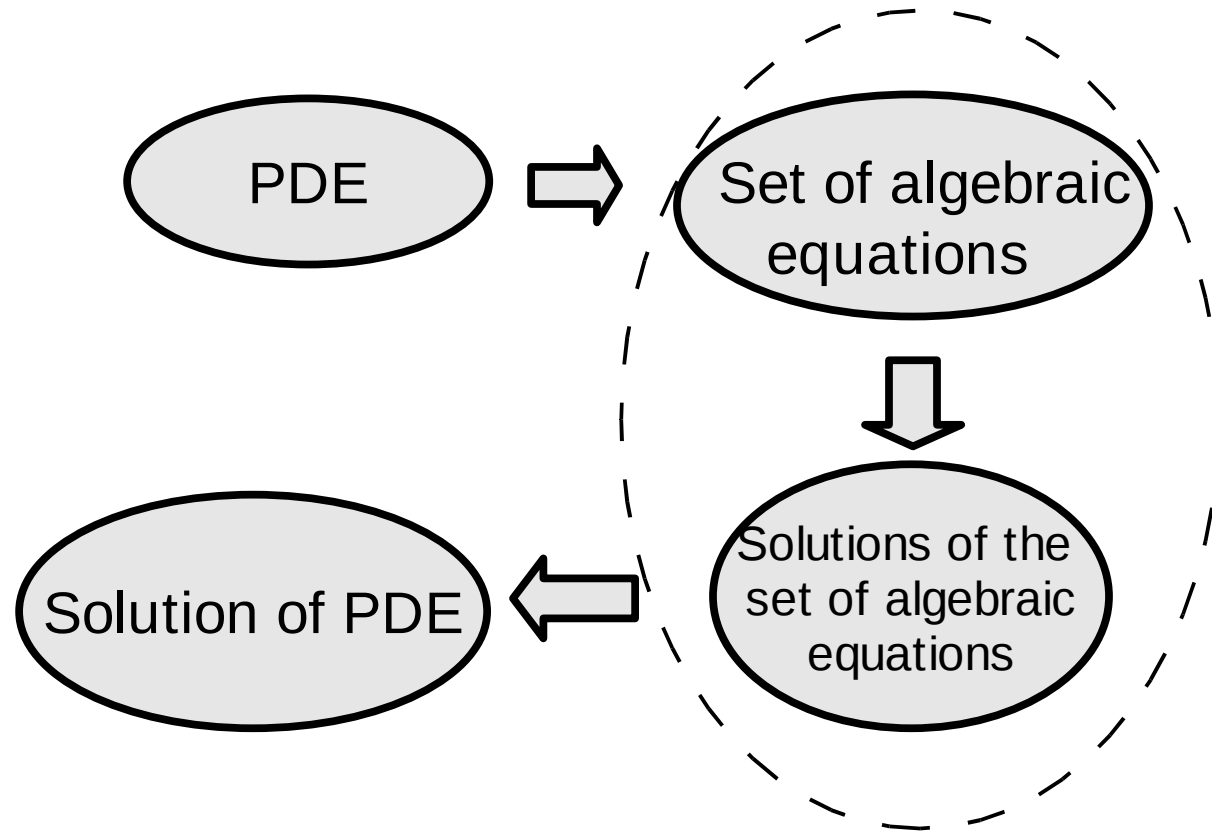 PDE
Set of algebraic
equations
Solutions of the
set of algebraic
equations
Solution of PDE